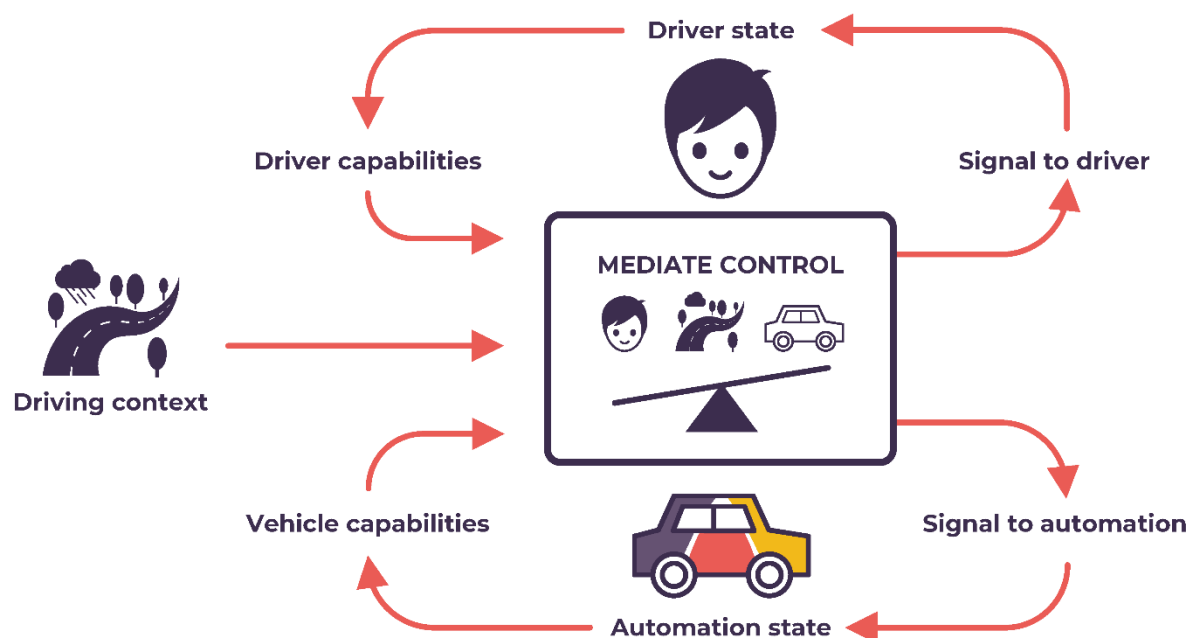 Driver state
Driver capabilities
Signal to driver
MEDIATE CONTROL
Driving context
Vehicle capabilities
Signal to automation
Automation state